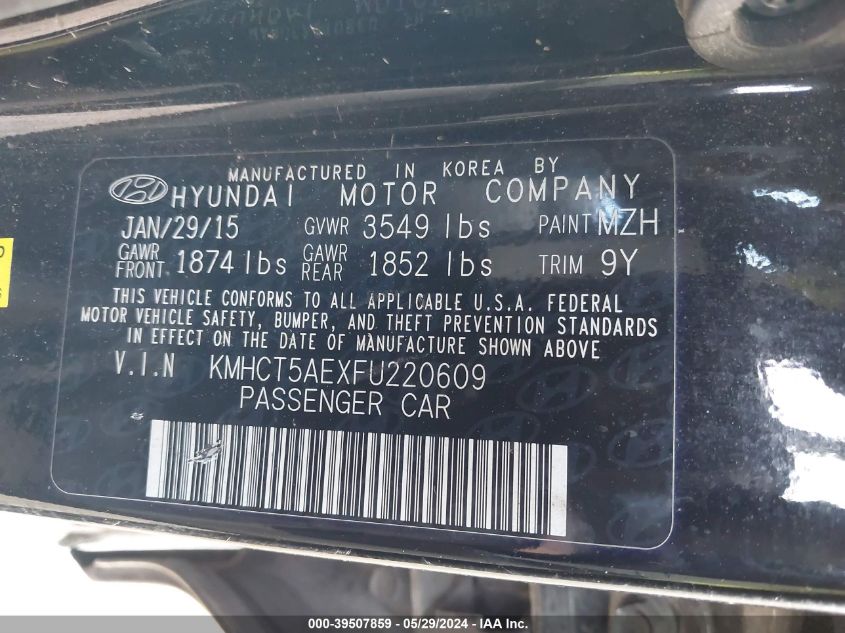 MANUFACTURED IN KOREA BY
HYUNDAI MOTOR COMPANY
JAN/29/15 GVWR 3549 lbs PAINT MZH
GAWR FRONT 1874 lbs GAWR REAR 1852 lbs TRIM 9Y
THIS VEHICLE CONFORMS TO ALL APPLICABLE U.S.A. FEDERAL
MOTOR VEHICLE SAFETY, BUMPER, AND THEFT PREVENTION STANDARDS
IN EFFECT ON THE DATE OF MANUFACTURE SHOWN ABOVE
V.I.N KMHCT5AEXFU220609
PASSENGER CAR
000-39507859 - 05/29/2024 - IAA Inc.